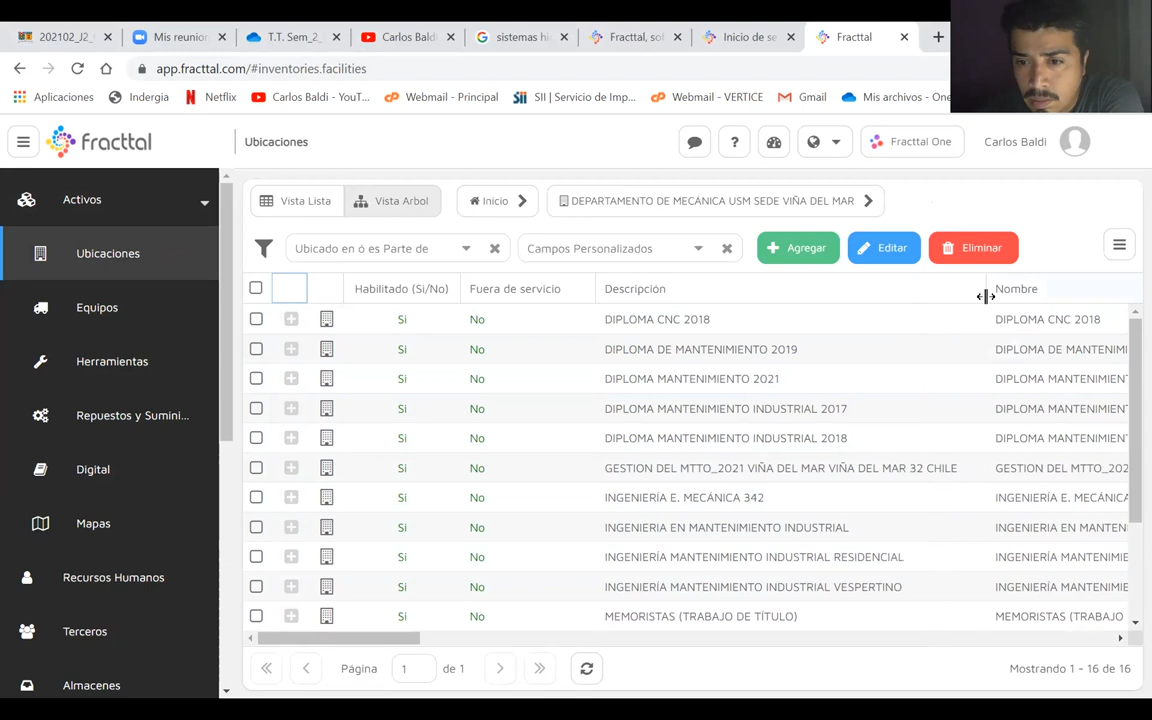 202102_J2_
Mis reunion
T.T. Sem_2_
Carlos Bald
sistemas hi
Fracttal, sof
Inicio de se
Fracttal
app.fracttal.com/#inventories.facilities
Aplicaciones
Indergia
Netflix
Carlos Baldi - YouT...
Webmail - Principal
SII | Servicio de Imp...
Webmail - VERTICE
Gmail
Mis archivos - One
fracttal
Ubicaciones
?
Fracttal One
Carlos Baldi
Activos
Ubicaciones
Equipos
Herramientas
Repuestos y Sumini...
Digital
Mapas
Recursos Humanos
Terceros
Almacenes
Vista Lista
Vista Arbol
Inicio
DEPARTAMENTO DE MECÁNICA USM SEDE VIÑA DEL MAR
Ubicado en ó es Parte de
Campos Personalizados
Agregar
Editar
Eliminar
Habilitado (Si/No) Fuera de servicio Descripción Nombre
Si No DIPLOMA CNC 2018 DIPLOMA CNC 2018
Si No DIPLOMA DE MANTENIMIENTO 2019 DIPLOMA DE MANTENIMI
Si No DIPLOMA MANTENIMIENTO 2021 DIPLOMA MANTENIMIENT
Si No DIPLOMA MANTENIMIENTO INDUSTRIAL 2017 DIPLOMA MANTENIMIENT
Si No DIPLOMA MANTENIMIENTO INDUSTRIAL 2018 DIPLOMA MANTENIMIENT
Si No GESTION DEL MTTO_2021 VIÑA DEL MAR VIÑA DEL MAR 32 CHILE GESTION DEL MTTO_202
Si No INGENIERÍA E. MECÁNICA 342 INGENIERÍA E. MECÁNICA
Si No INGENIERIA EN MANTENIMIENTO INDUSTRIAL INGENIERIA EN MANTEN
Si No INGENIERÍA MANTENIMIENTO INDUSTRIAL RESIDENCIAL INGENIERÍA MANTENIMIE
Si No INGENIERÍA MANTENIMIENTO INDUSTRIAL VESPERTINO INGENIERÍA MANTENIMIE
Si No MEMORISTAS (TRABAJO DE TÍTULO) MEMORISTAS (TRABAJO
Página 1 de 1
Mostrando 1 - 16 de 16